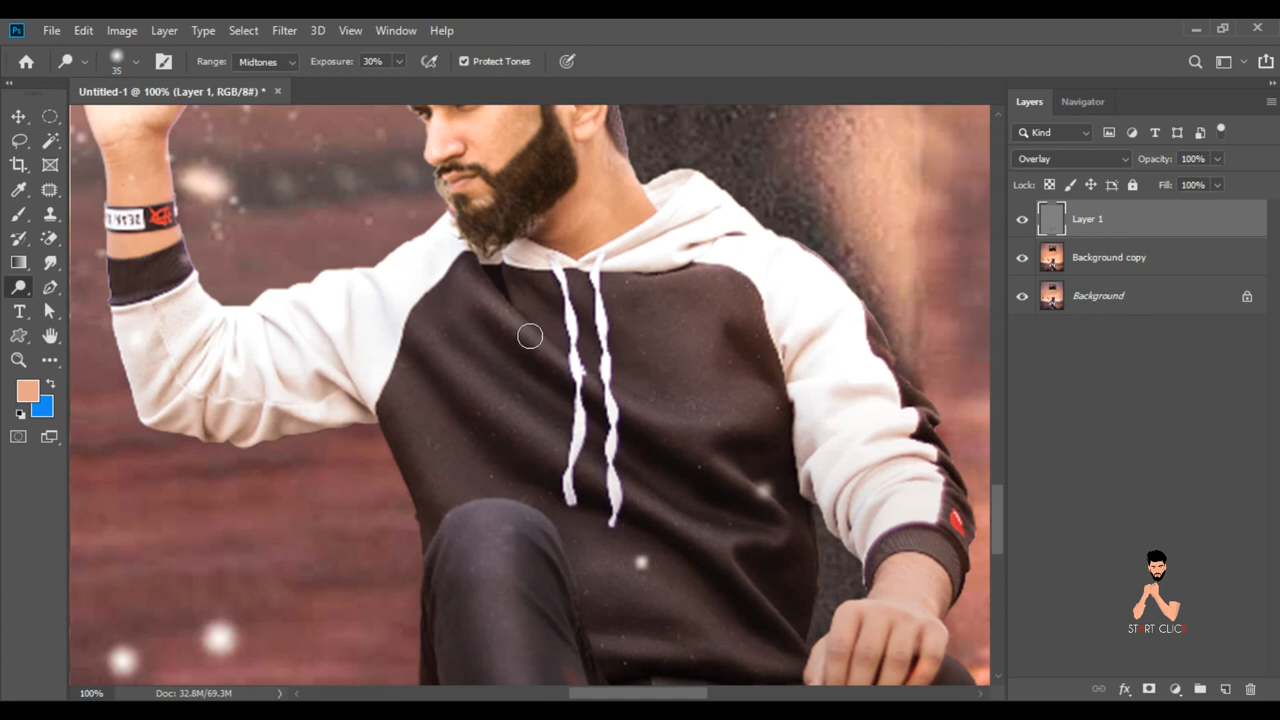 Ps File Edit Image Layer Type Select Filter 3D View Window Help
35 Range: Midtones Exposure: 30% Protect Tones
Untitled-1 @ 100% (Layer 1, RGB/8#) * ×
Layers Navigator
Kind
Overlay Opacity: 100%
Lock: Fill: 100%
Layer 1
Background copy
Background
START CLICK
100% Doc: 32.8M/69.3M